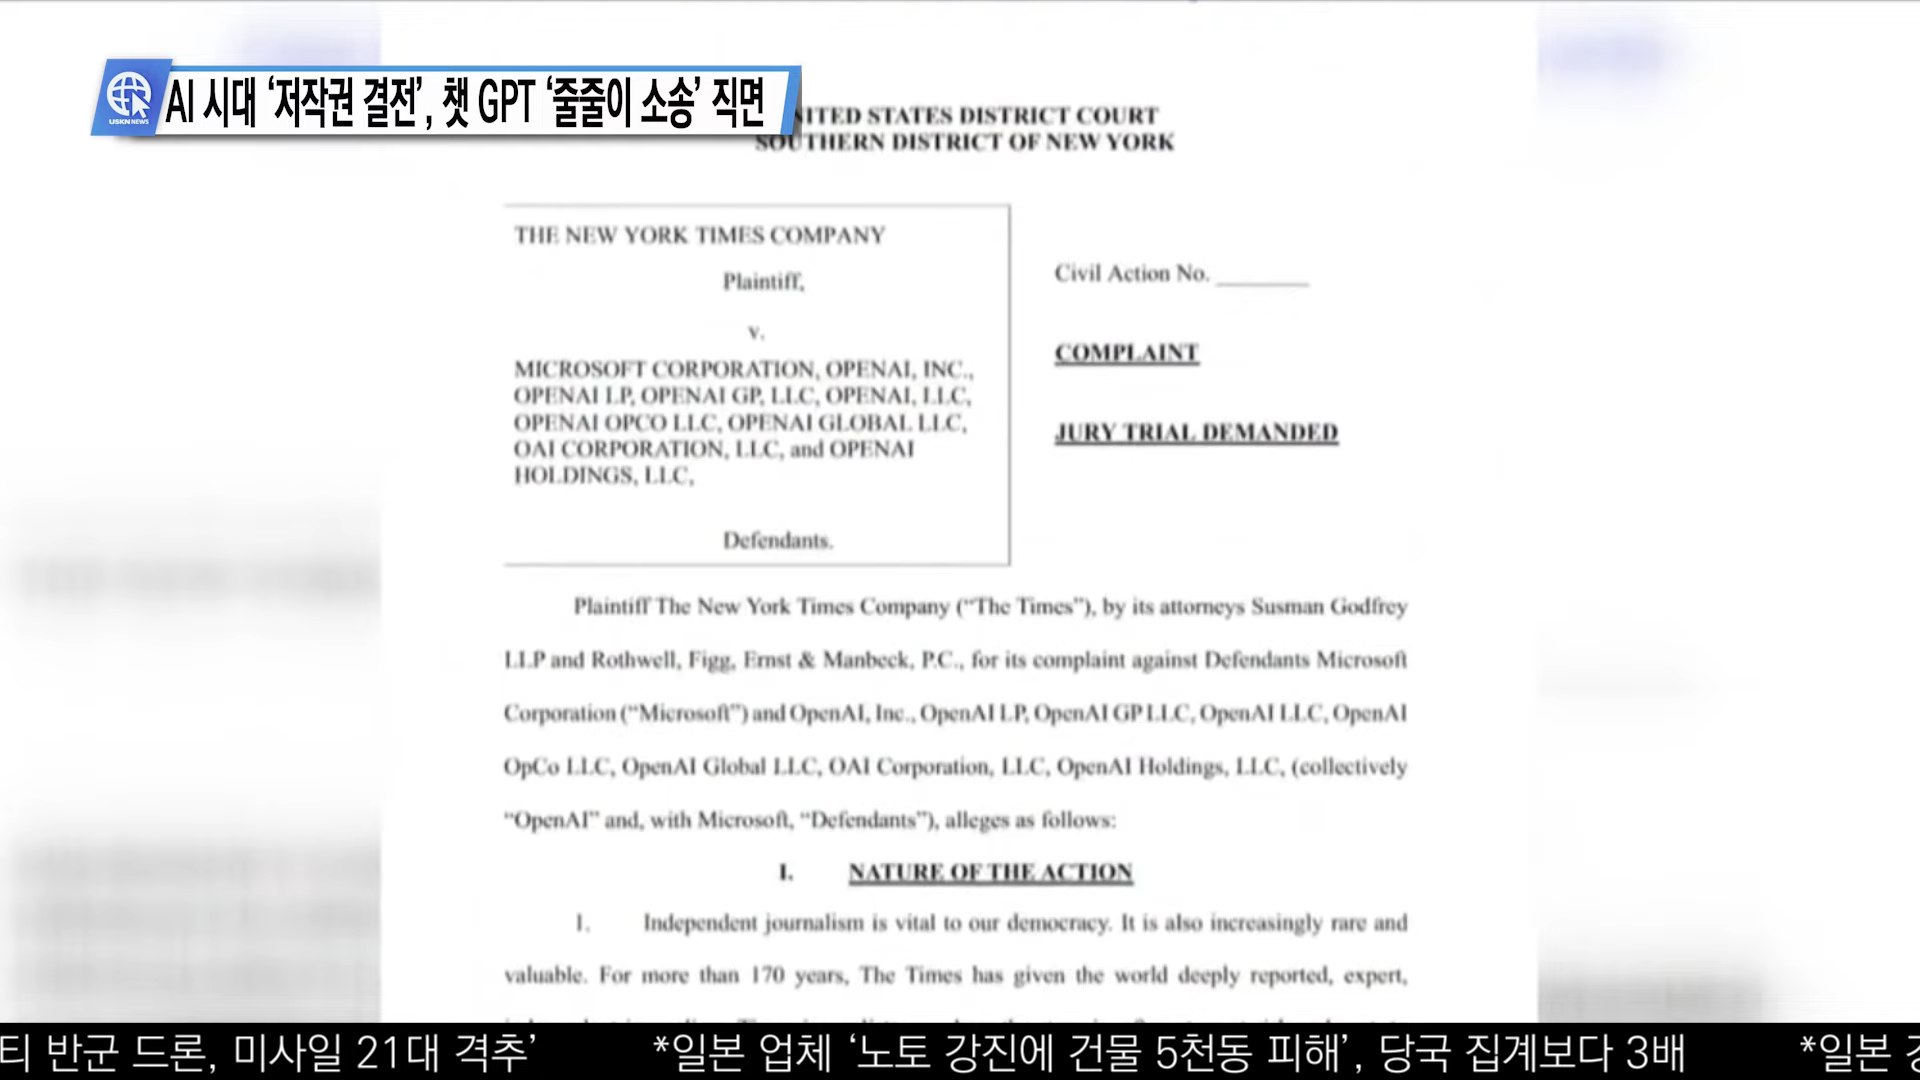 USKN NEWS
AI 시대 ‘저작권 결전’, 챗 GPT ‘줄줄이 소송’ 직면
ITED STATES DISTRICT COURT
SOUTHERN DISTRICT OF NEW YORK
THE NEW YORK TIMES COMPANY
Plaintiff,
v.
MICROSOFT CORPORATION, OPENAI, INC.,
OPENAI LP, OPENAI GP, LLC, OPENAI, LLC,
OPENAI OPCO LLC, OPENAI GLOBAL LLC,
OAI CORPORATION, LLC, and OPENAI
HOLDINGS, LLC,
Defendants.
Civil Action No. ________
COMPLAINT
JURY TRIAL DEMANDED
Plaintiff The New York Times Company (“The Times”), by its attorneys Susman Godfrey
LLP and Rothwell, Figg, Ernst & Manbeck, P.C., for its complaint against Defendants Microsoft
Corporation (“Microsoft”) and OpenAI, Inc., OpenAI LP, OpenAI GP LLC, OpenAI LLC, OpenAI
OpCo LLC, OpenAI Global LLC, OAI Corporation, LLC, OpenAI Holdings, LLC, (collectively
“OpenAI” and, with Microsoft, “Defendants”), alleges as follows:
I. NATURE OF THE ACTION
1. Independent journalism is vital to our democracy. It is also increasingly rare and
valuable. For more than 170 years, The Times has given the world deeply reported, expert,
티 반군 드론, 미사일 21대 격추’ *일본 업체 ‘노토 강진에 건물 5천동 피해’, 당국 집계보다 3배 *일본